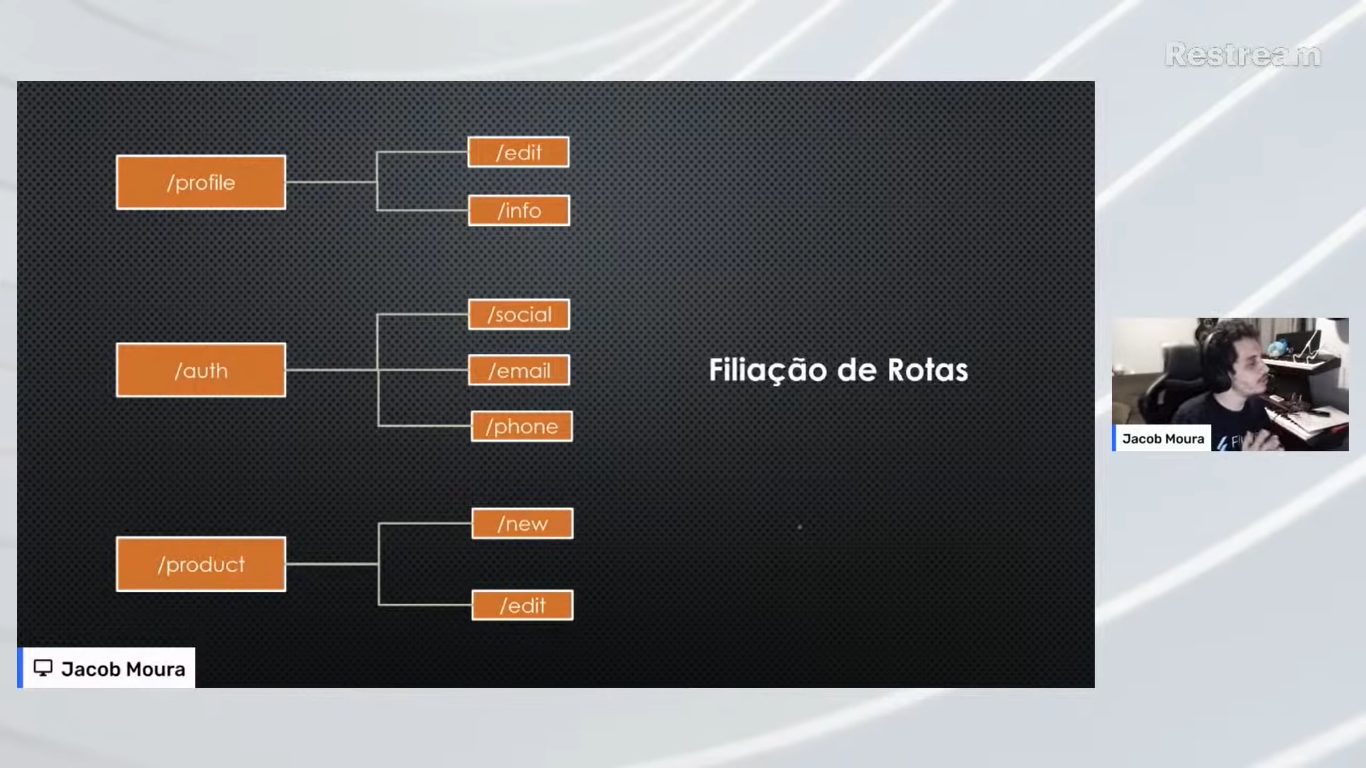 Restream
/profile
/edit
/info
/auth
/social
/email
/phone
Filiação de Rotas
/product
/new
/edit
Jacob Moura
Jacob Moura